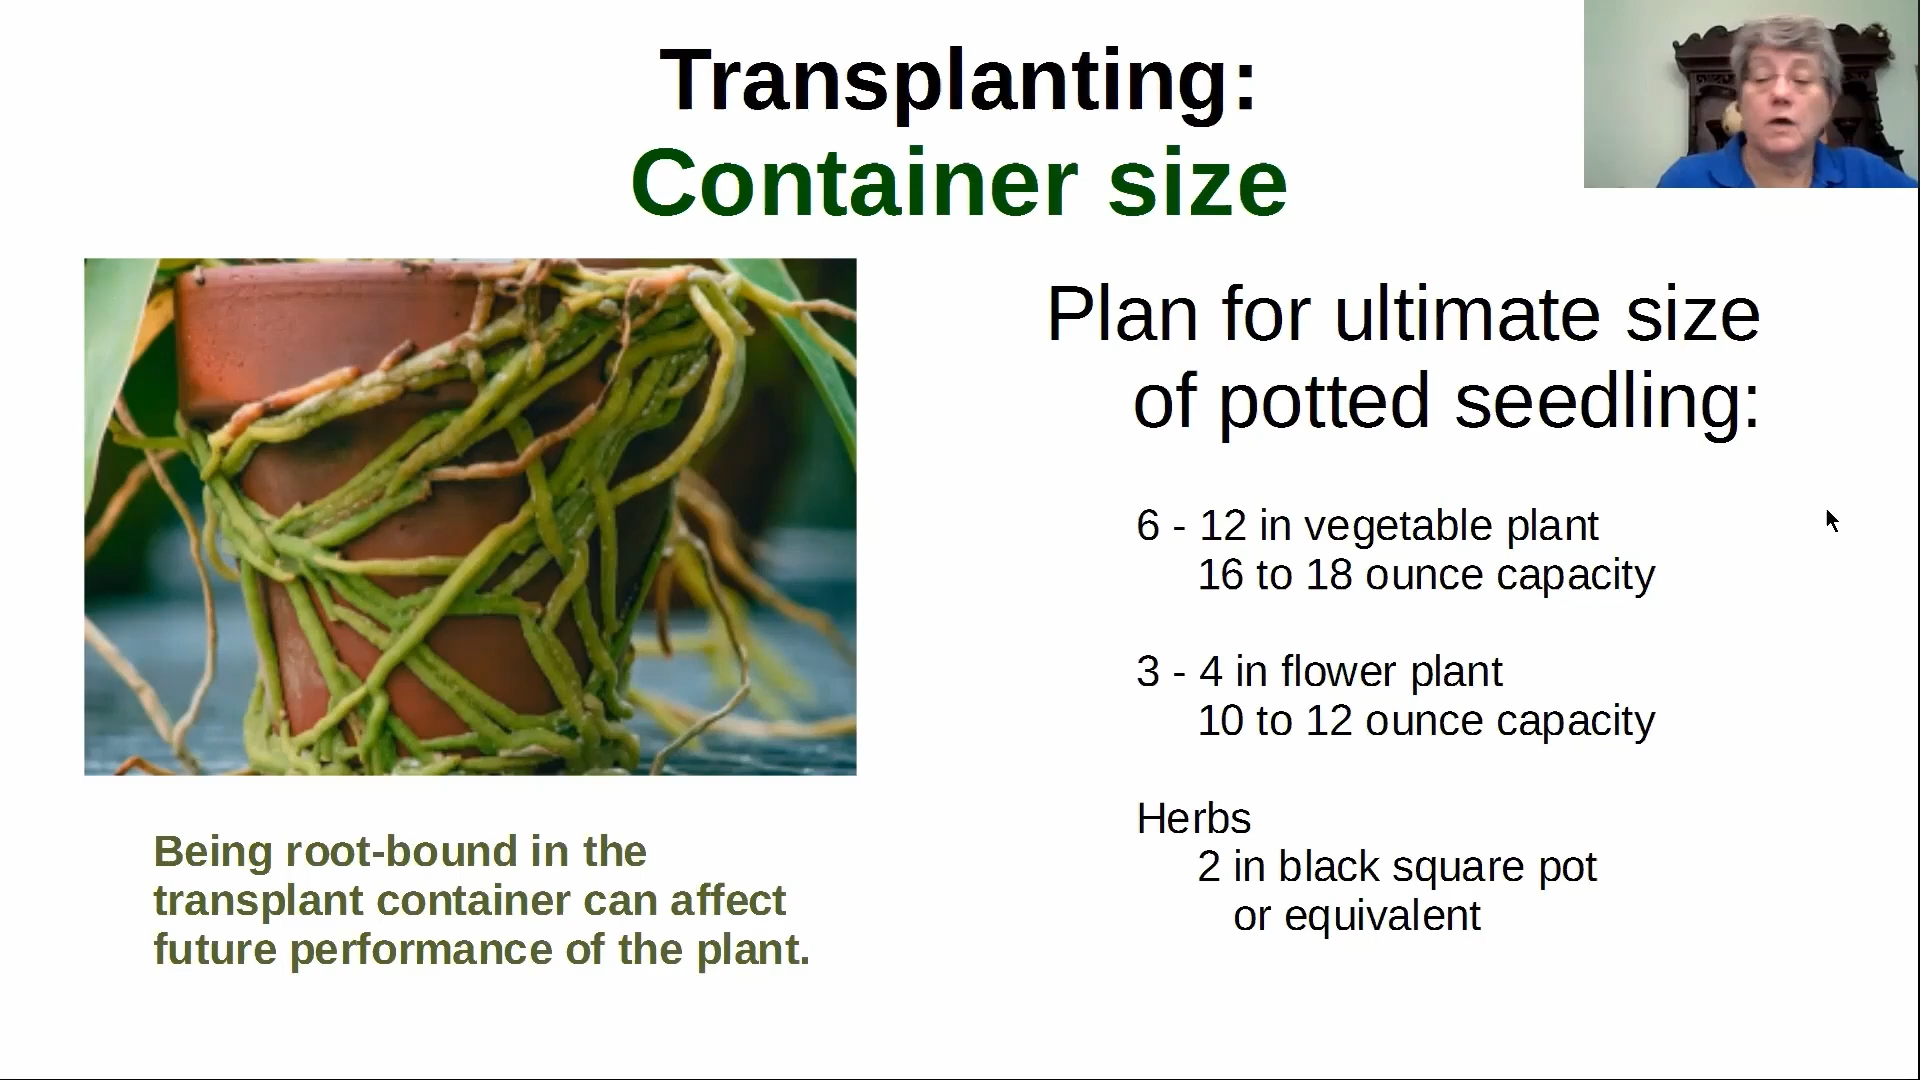 Transplanting:
Container size
Plan for ultimate size
of potted seedling:
6 - 12 in vegetable plant
16 to 18 ounce capacity
3 - 4 in flower plant
10 to 12 ounce capacity
Herbs
2 in black square pot
or equivalent
Being root-bound in the
transplant container can affect
future performance of the plant.